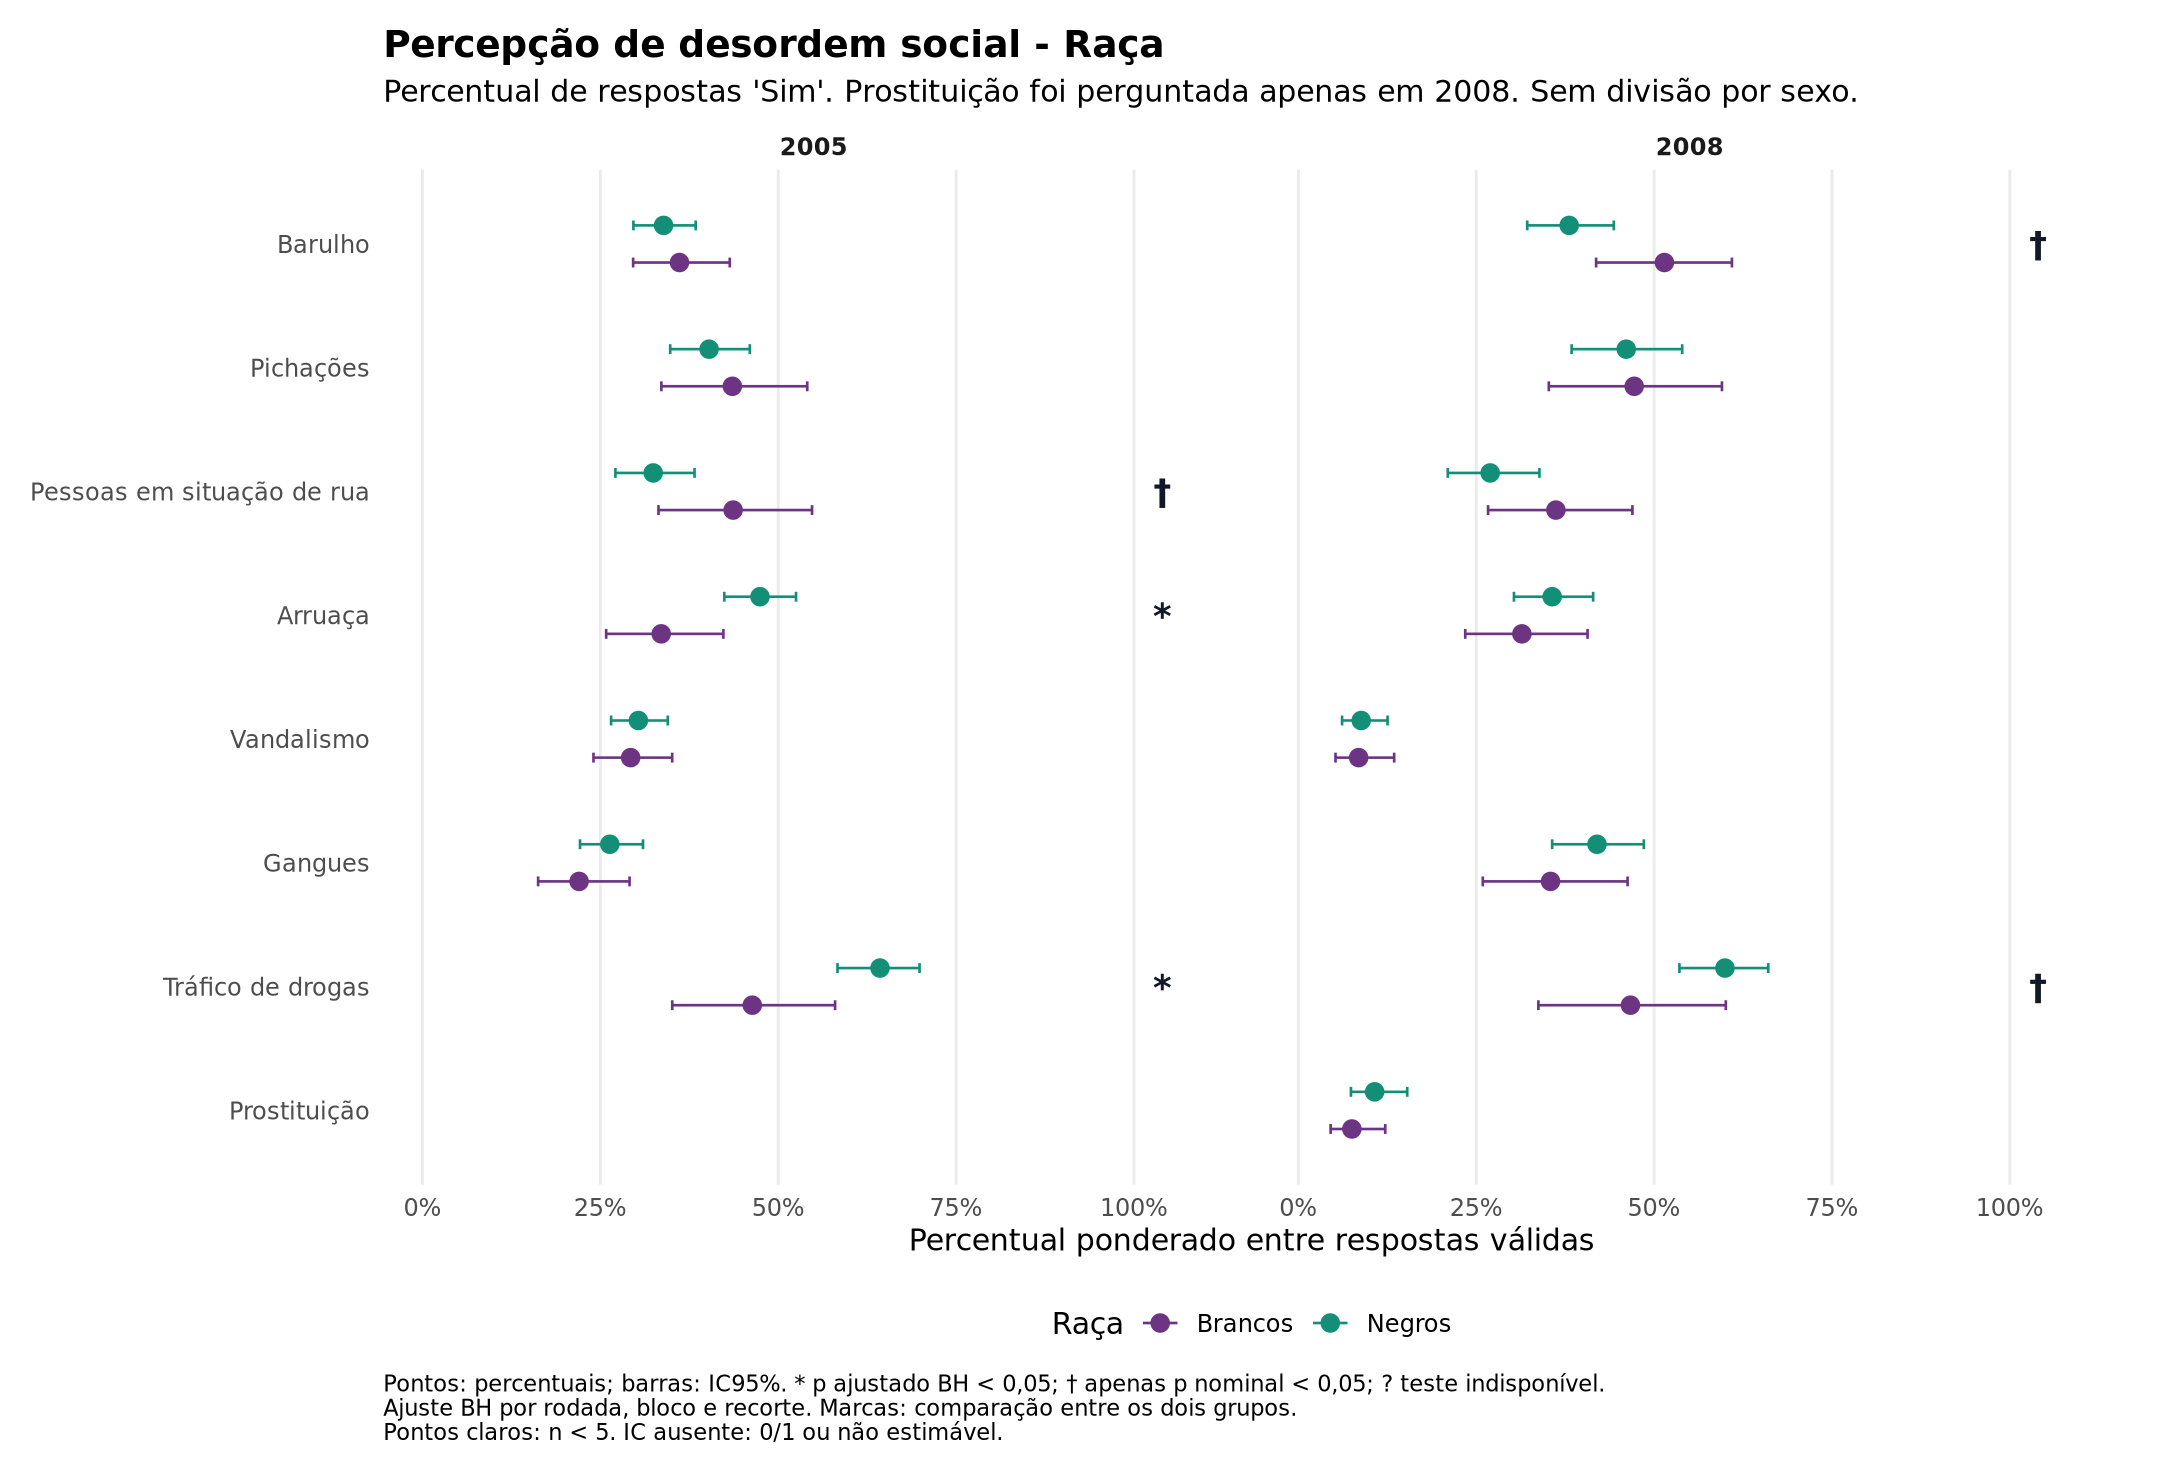 Percepção de desordem social - Raça
Percentual de respostas 'Sim'. Prostituição foi perguntada apenas em 2008. Sem divisão por sexo.
2005 2008
Barulho †
Pichações
Pessoas em situação de rua †
Arruaça *
Vandalismo
Gangues
Tráfico de drogas * †
Prostituição
0% 25% 50% 75% 100% 0% 25% 50% 75% 100%
Percentual ponderado entre respostas válidas
Raça Brancos Negros
Pontos: percentuais; barras: IC95%. * p ajustado BH < 0,05; † apenas p nominal < 0,05; ? teste indisponível.
Ajuste BH por rodada, bloco e recorte. Marcas: comparação entre os dois grupos.
Pontos claros: n < 5. IC ausente: 0/1 ou não estimável.